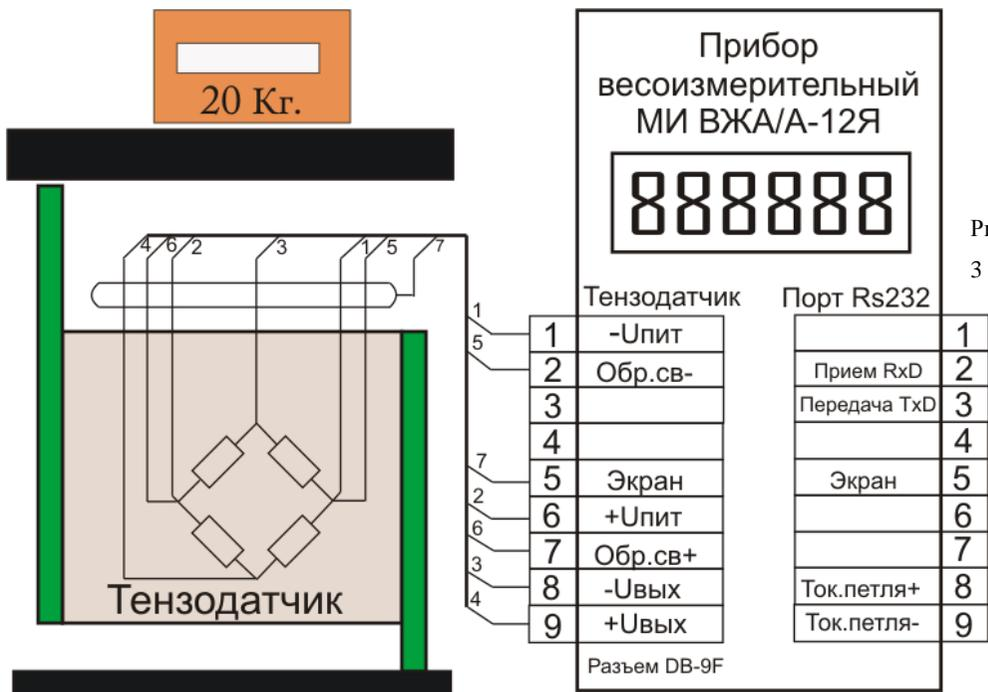 20 Кг.
Прибор
весоизмерительный
МИ ВЖА/А-12Я
888888
4 6 2 3 1 5 7
Тензодатчик
Тензодатчик
Порт Rs232
1 1 -Uпит
5 2 Обр.св-
3
4
7 5 Экран
2 6 +Uпит
6 7 Обр.св+
3 8 -Uвых
4 9 +Uвых
Разъем DB-9F
1
Прием RxD 2
Передача TxD 3
4
Экран 5
6
7
Ток.петля+ 8
Ток.петля- 9
3